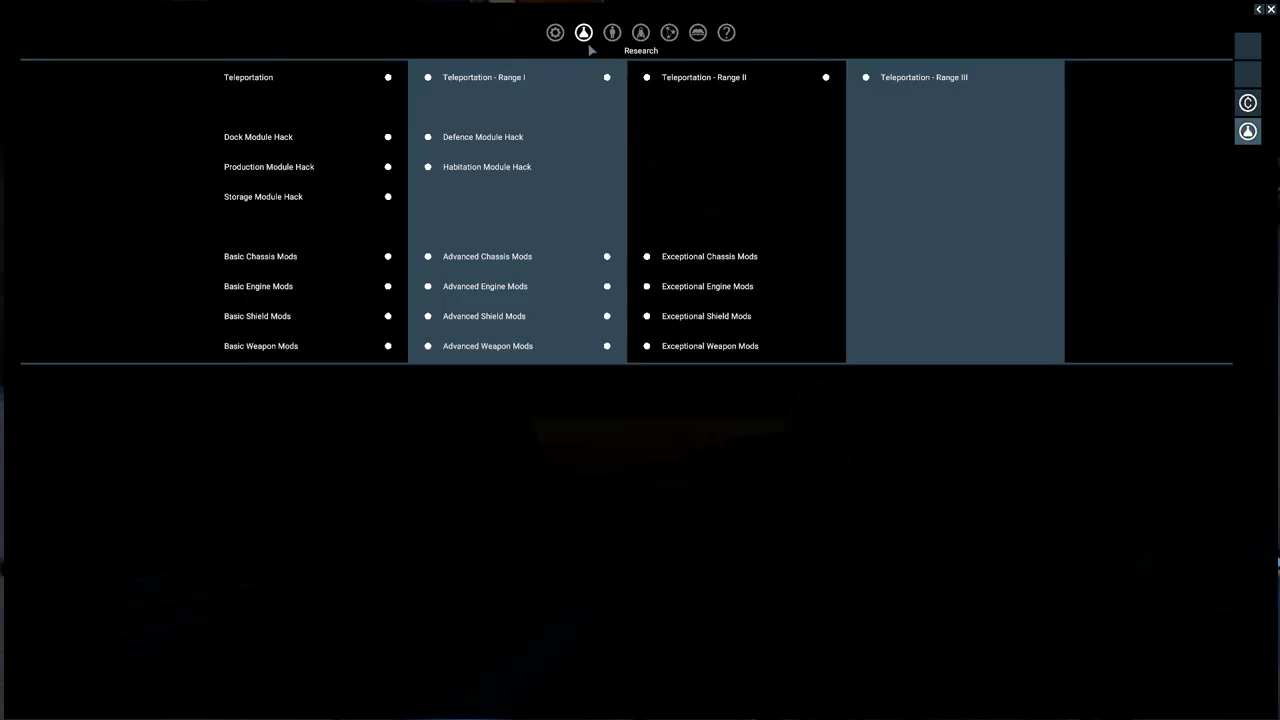 Research
Teleportation
Teleportation - Range I
Teleportation - Range II
Teleportation - Range III
Dock Module Hack
Defence Module Hack
Production Module Hack
Habitation Module Hack
Storage Module Hack
Basic Chassis Mods
Advanced Chassis Mods
Exceptional Chassis Mods
Basic Engine Mods
Advanced Engine Mods
Exceptional Engine Mods
Basic Shield Mods
Advanced Shield Mods
Exceptional Shield Mods
Basic Weapon Mods
Advanced Weapon Mods
Exceptional Weapon Mods